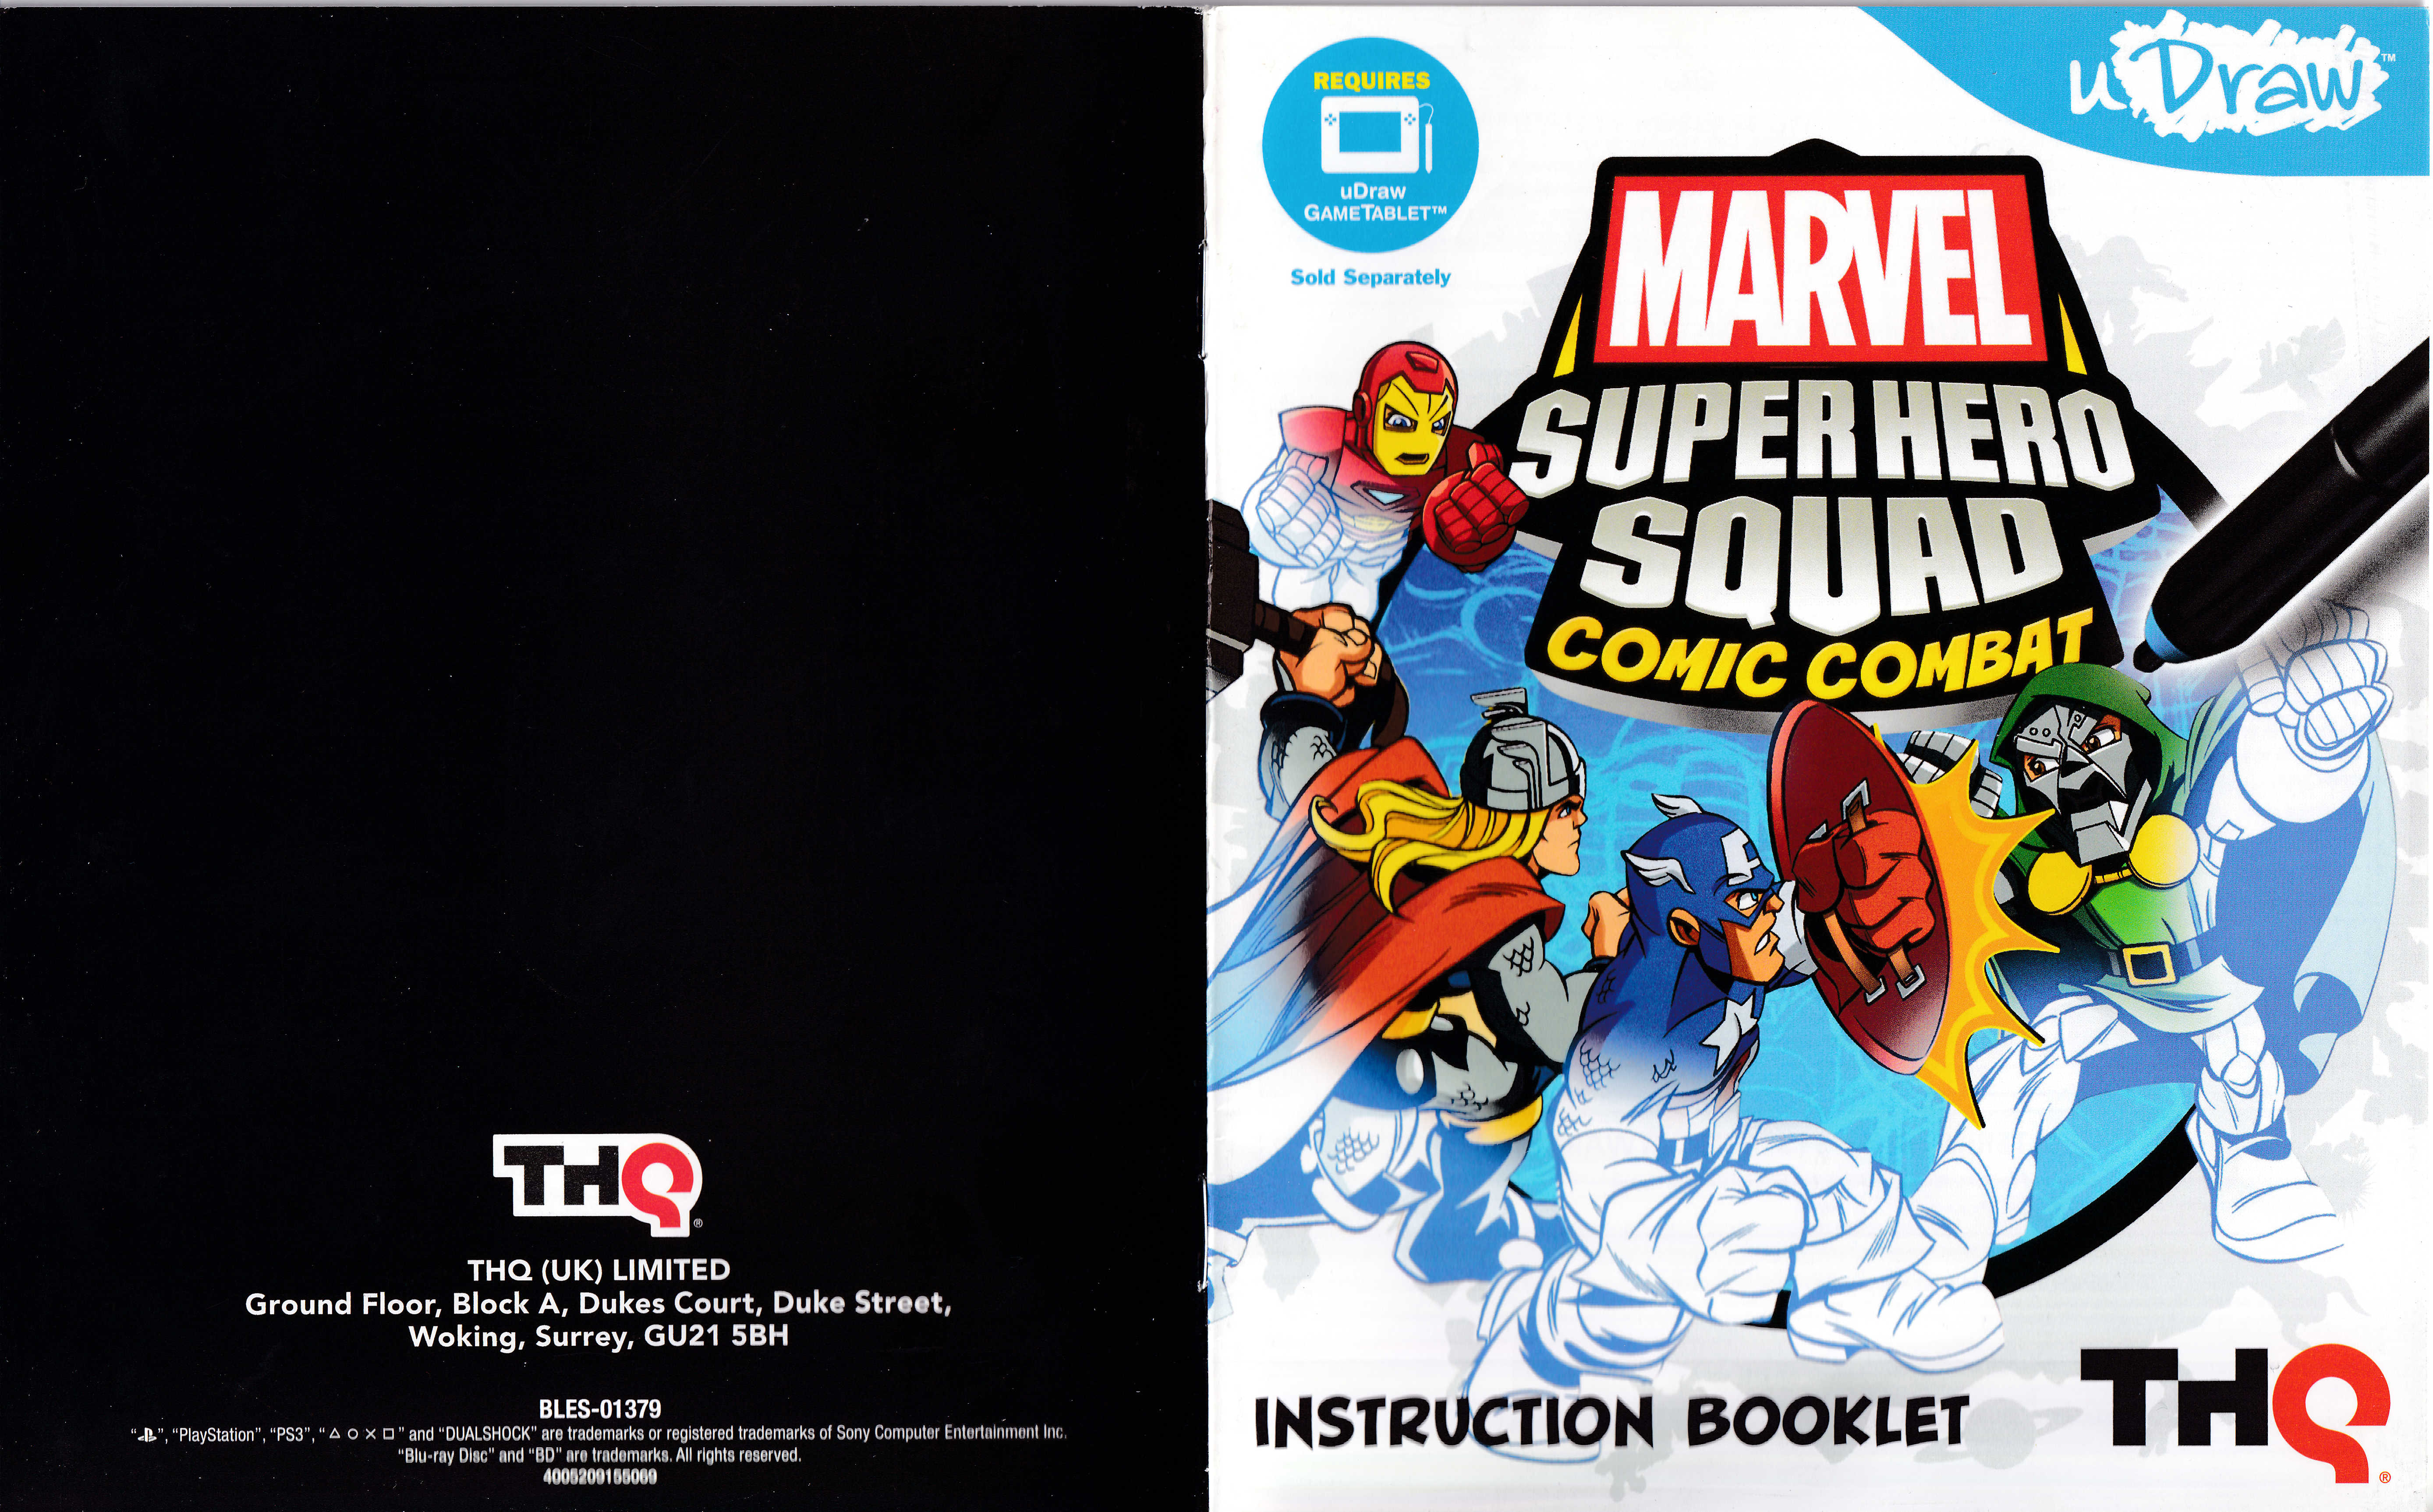 THQ®
THQ (UK) LIMITED
Ground Floor, Block A, Dukes Court, Duke Street,
Woking, Surrey, GU21 5BH
BLES-01379
“”, “PlayStation”, “PS3”, “△ ○ × □” and “DUALSHOCK” are trademarks or registered trademarks of Sony Computer Entertainment Inc.
“Blu-ray Disc” and “BD” are trademarks. All rights reserved.
4005209155069
REQUIRES
uDraw
GAMETABLET™
Sold Separately
uDraw™
MARVEL
SUPER HERO
SQUAD
COMIC COMBAT
INSTRUCTION BOOKLET
THQ®